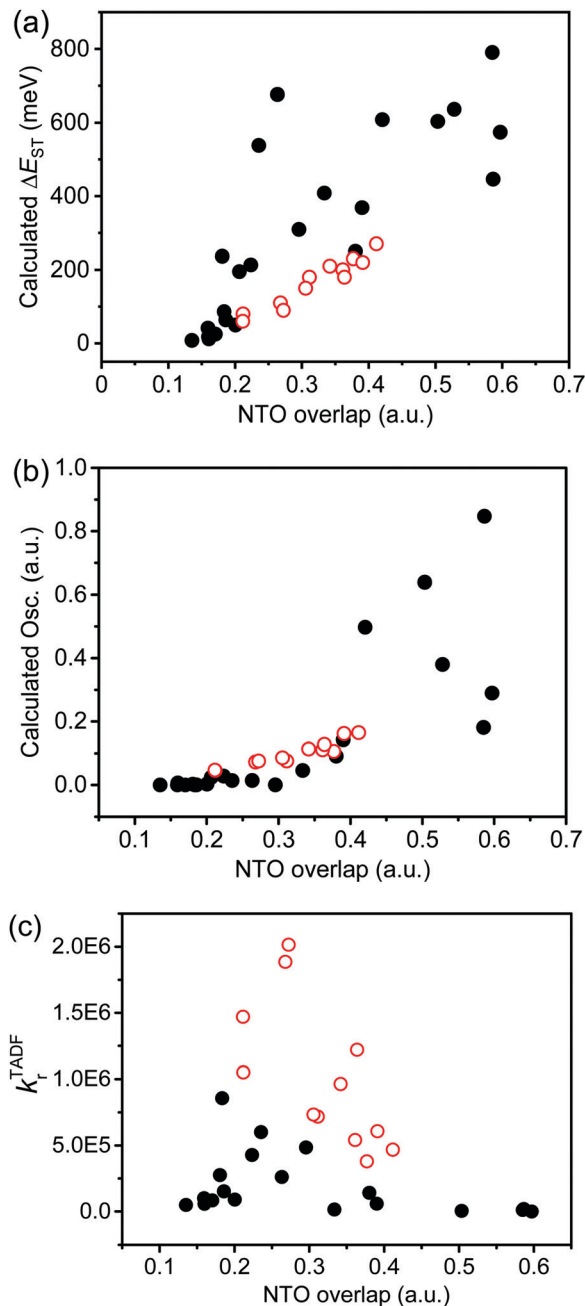 (a)
800
600
400
200
0
Calculated ΔE_ST (meV)
0 0.1 0.2 0.3 0.4 0.5 0.6 0.7
NTO overlap (a.u.)
(b)
1.0
0.8
0.6
0.4
0.2
0.0
Calculated Osc. (a.u.)
0.1 0.2 0.3 0.4 0.5 0.6 0.7
NTO overlap (a.u.)
(c)
2.0E6
1.5E6
1.0E6
5.0E5
0.0
k_r^TADF
0.1 0.2 0.3 0.4 0.5 0.6
NTO overlap (a.u.)